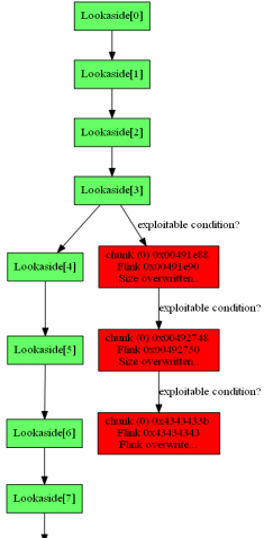 Lookaside[0]
Lookaside[1]
Lookaside[2]
Lookaside[3]
exploitable condition?
Lookaside[4]
chunk (0) 0x00491e88
Flink 0x00491e90
Size overwritten..
exploitable condition?
Lookaside[5]
chunk (0) 0x00492748
Flink 0x00492750
Size overwritten..
exploitable condition?
Lookaside[6]
chunk (0) 0x4343433b
Flink 0x43434343
Flink overwrite...
Lookaside[7]